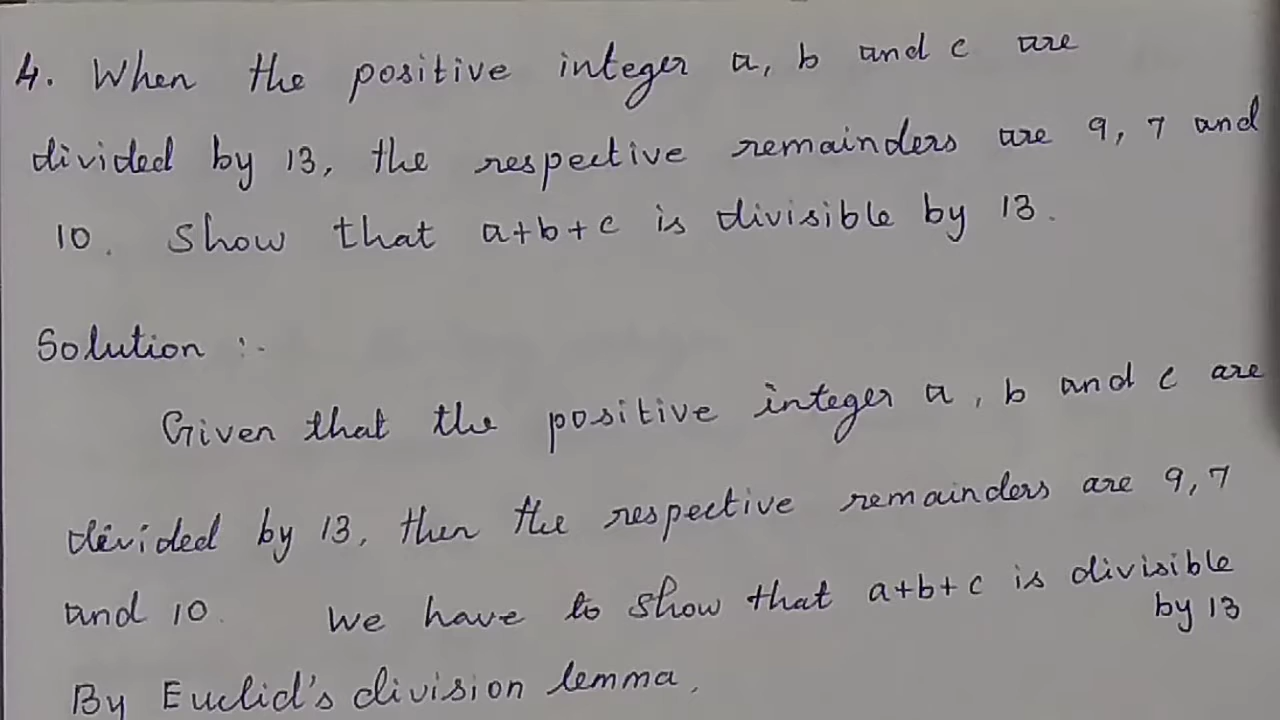 4. When the positive integer a, b and c are
divided by 13, the respective remainders are 9, 7 and
10. Show that a+b+c is divisible by 13.
Solution :-
Given that the positive integer a, b and c are
divided by 13, then the respective remainders are 9, 7
and 10. We have to show that a+b+c is divisible
by 13
By Euclid's division lemma,